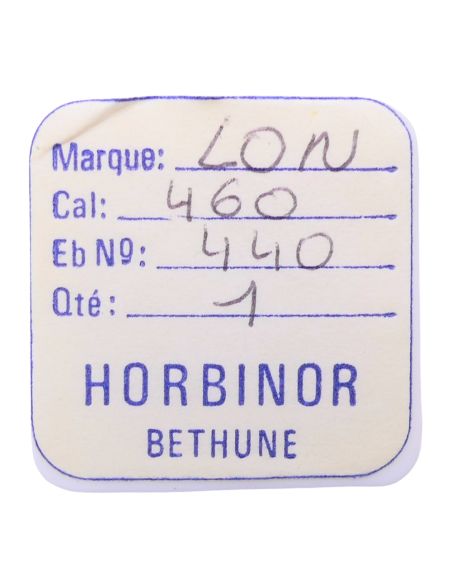 Marque: LON
Cal: 460
Eb Nº: 440
Qté: 1
HORBINOR
BETHUNE